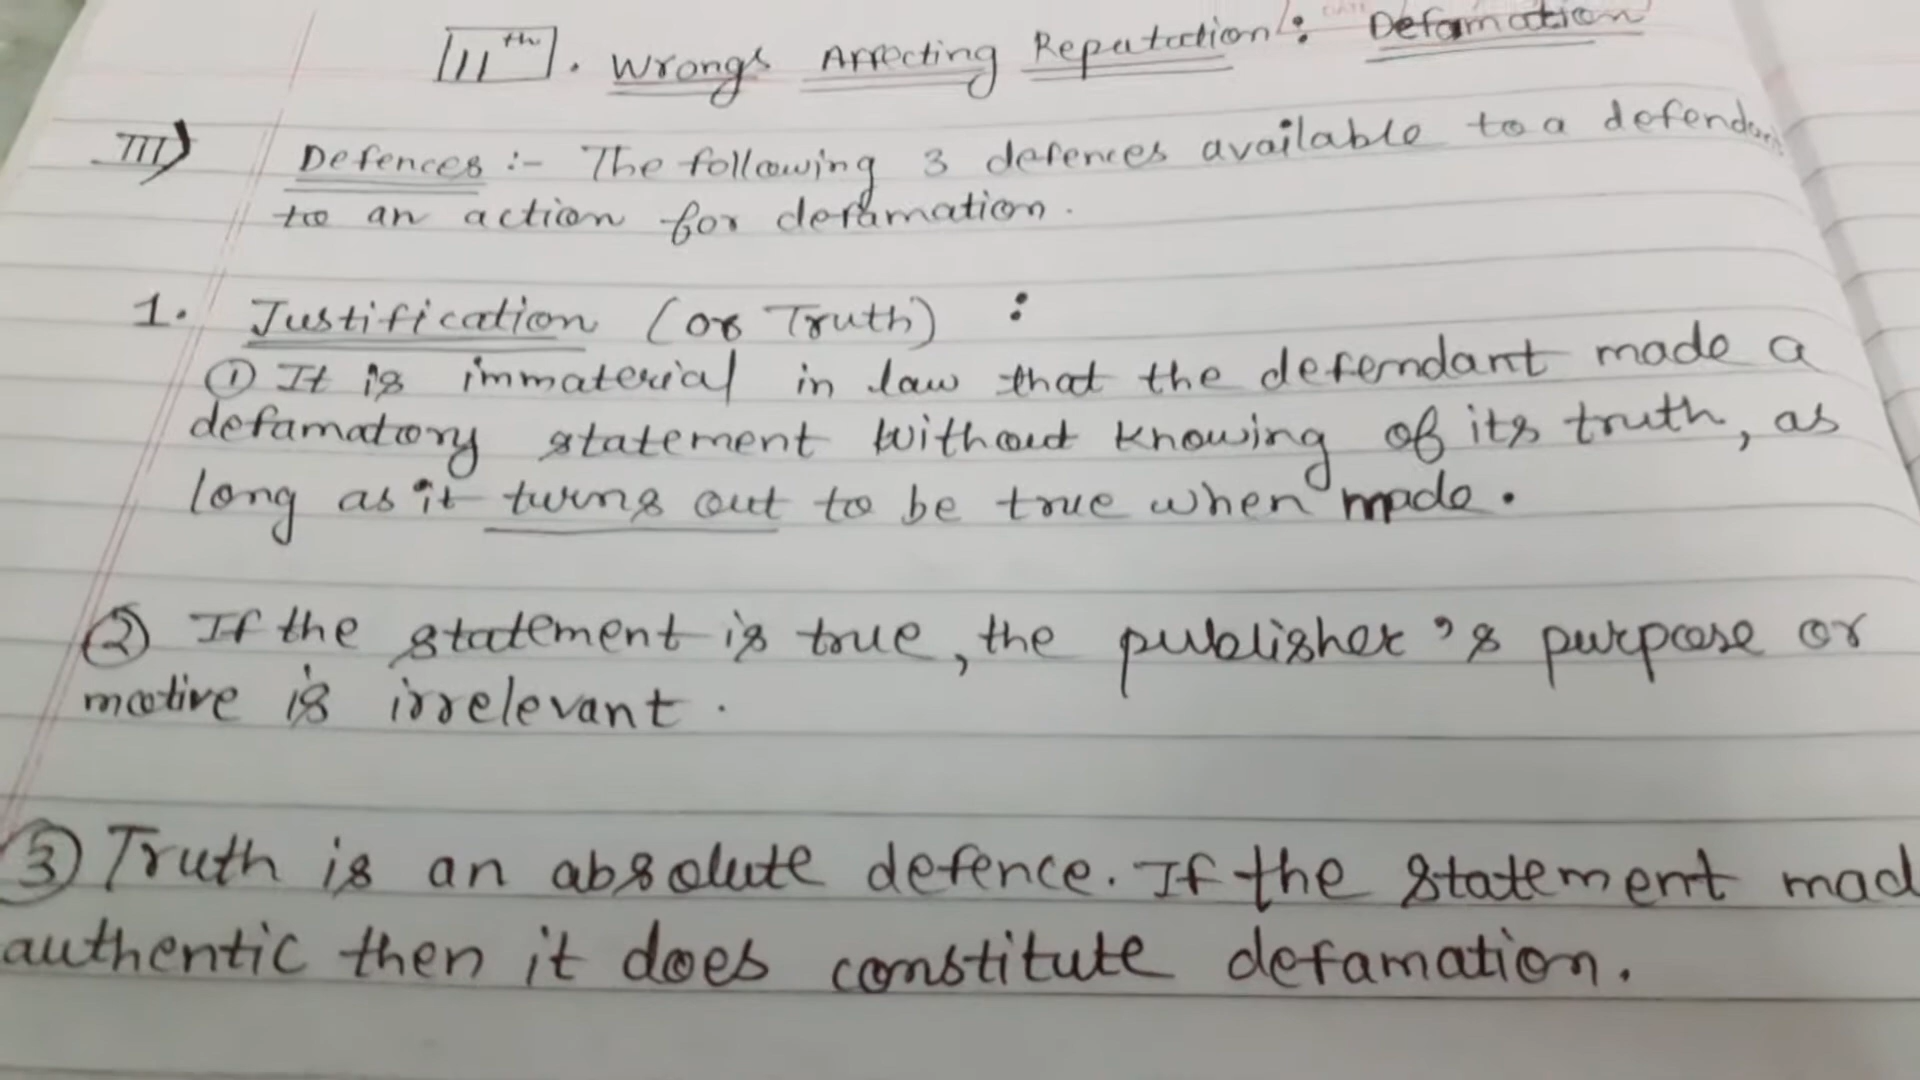 11th. Wrongs Affecting Reputation: Defamation
III) Defences :- The following 3 defences available to a defendant
to an action for defamation.
1. Justification (or Truth) :
① It is immaterial in law that the defendant made a
defamatory statement without knowing of its truth, as
long as it turns out to be true when made.
② If the statement is true, the publisher's purpose or
motive is irrelevant.
③ Truth is an absolute defence. If the statement mad
authentic then it does constitute defamation.